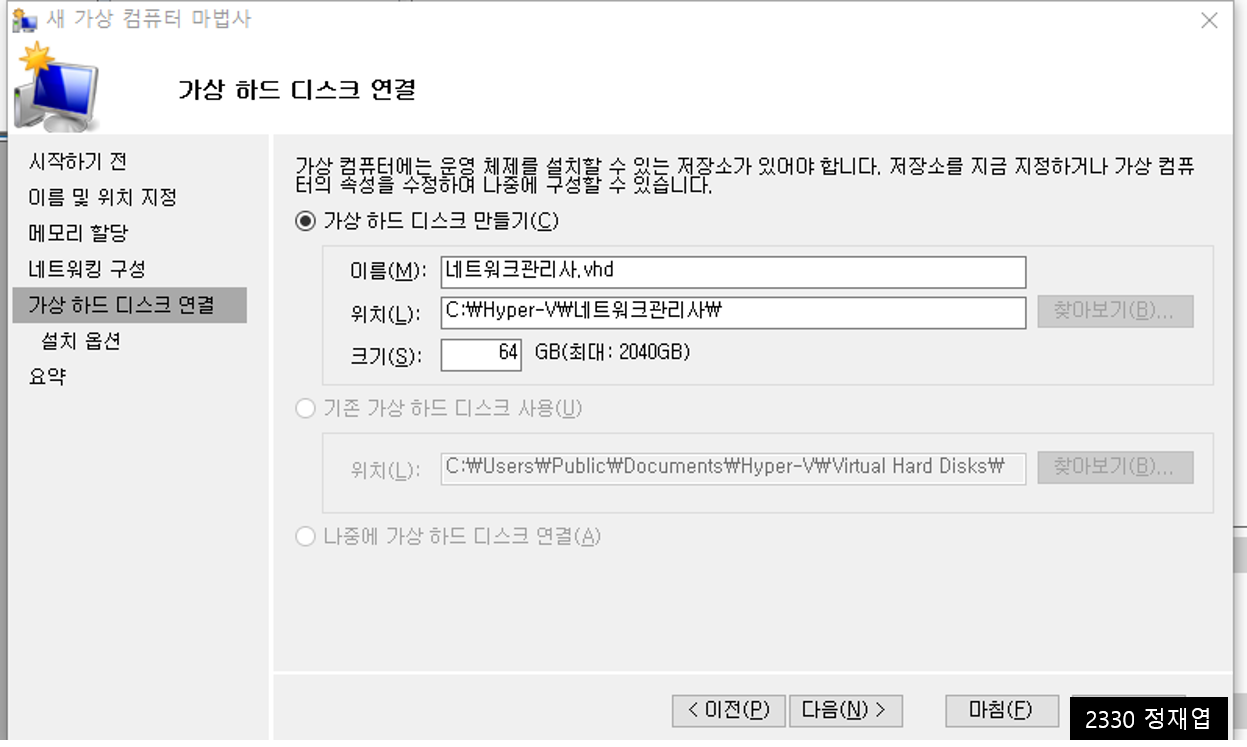 새 가상 컴퓨터 마법사
가상 하드 디스크 연결
시작하기 전
이름 및 위치 지정
메모리 할당
네트워킹 구성
가상 하드 디스크 연결
설치 옵션
요약
가상 컴퓨터에는 운영 체제를 설치할 수 있는 저장소가 있어야 합니다. 저장소를 지금 지정하거나 가상 컴퓨
터의 속성을 수정하여 나중에 구성할 수 있습니다.
가상 하드 디스크 만들기(C)
이름(M): 네트워크관리사.vhd
위치(L): C:₩Hyper-V₩네트워크관리사₩ 찾아보기(B)...
크기(S): 64 GB(최대: 2040GB)
기존 가상 하드 디스크 사용(U)
위치(L): C:₩Users₩Public₩Documents₩Hyper-V₩Virtual Hard Disks₩ 찾아보기(B)...
나중에 가상 하드 디스크 연결(A)
< 이전(P) 다음(N) > 마침(F)
2330 정재엽